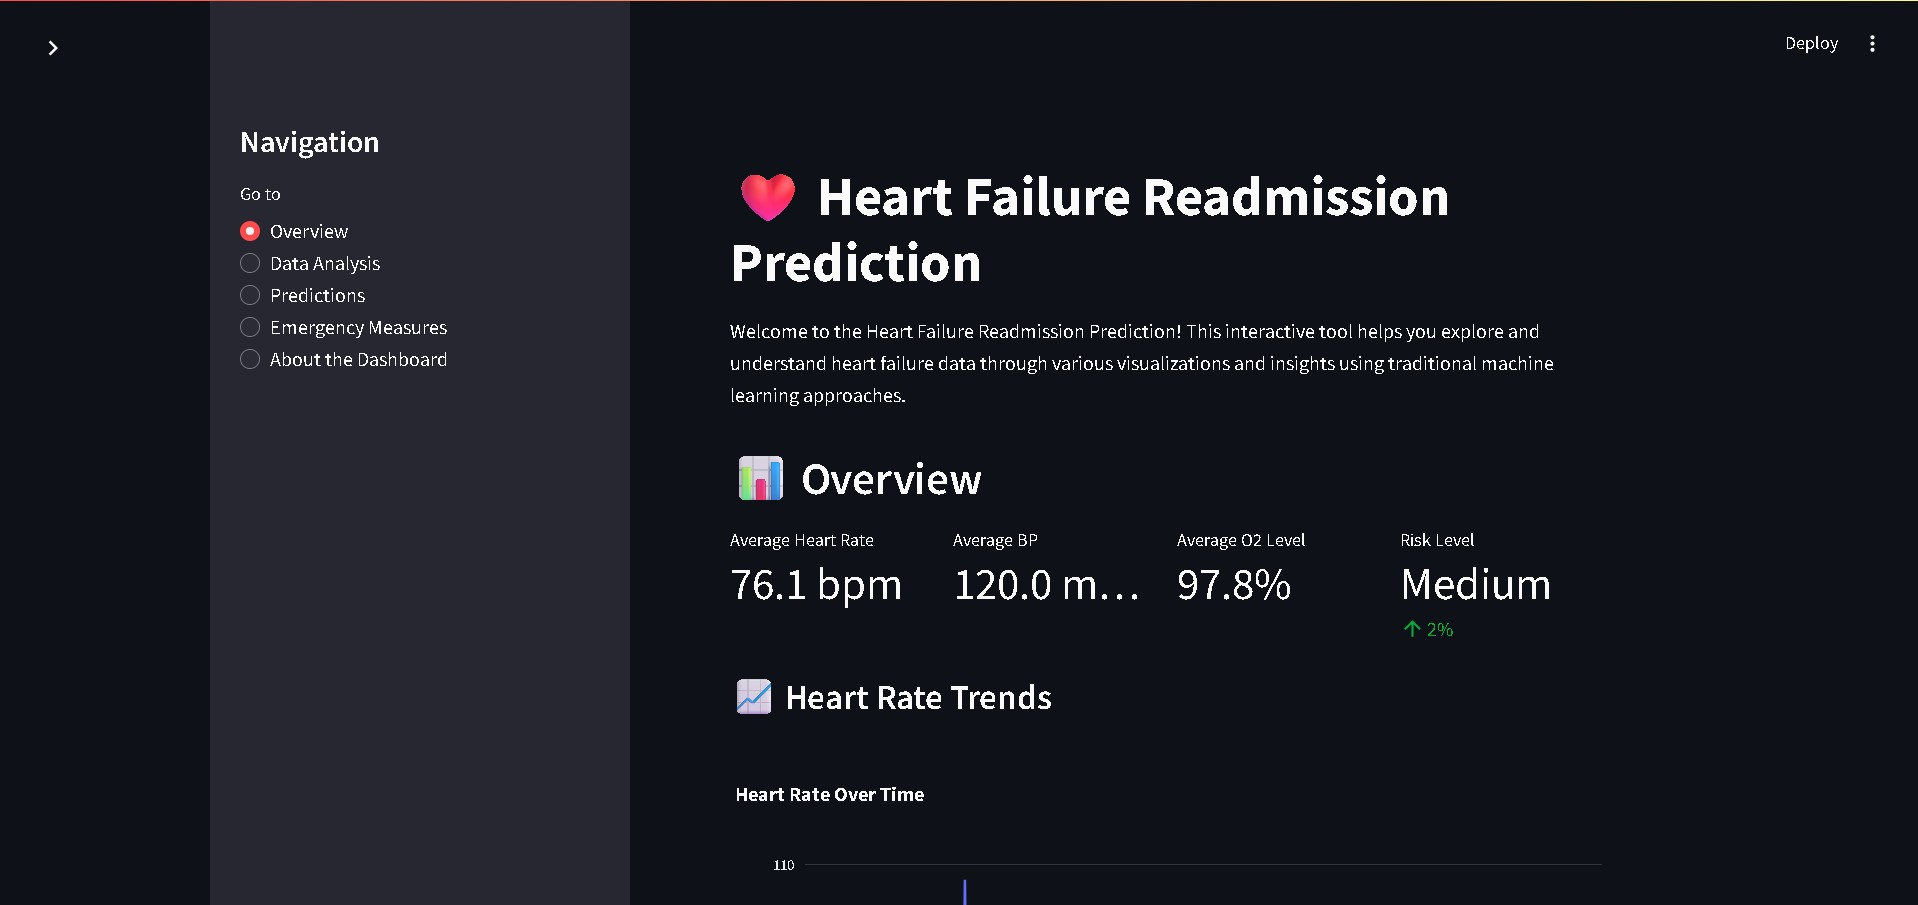 Deploy
Navigation
Go to
Overview
Data Analysis
Predictions
Emergency Measures
About the Dashboard
Heart Failure Readmission
Prediction
Welcome to the Heart Failure Readmission Prediction! This interactive tool helps you explore and
understand heart failure data through various visualizations and insights using traditional machine
learning approaches.
Overview
Average Heart Rate
76.1 bpm
Average BP
120.0 m...
Average O2 Level
97.8%
Risk Level
Medium
2%
Heart Rate Trends
Heart Rate Over Time
110